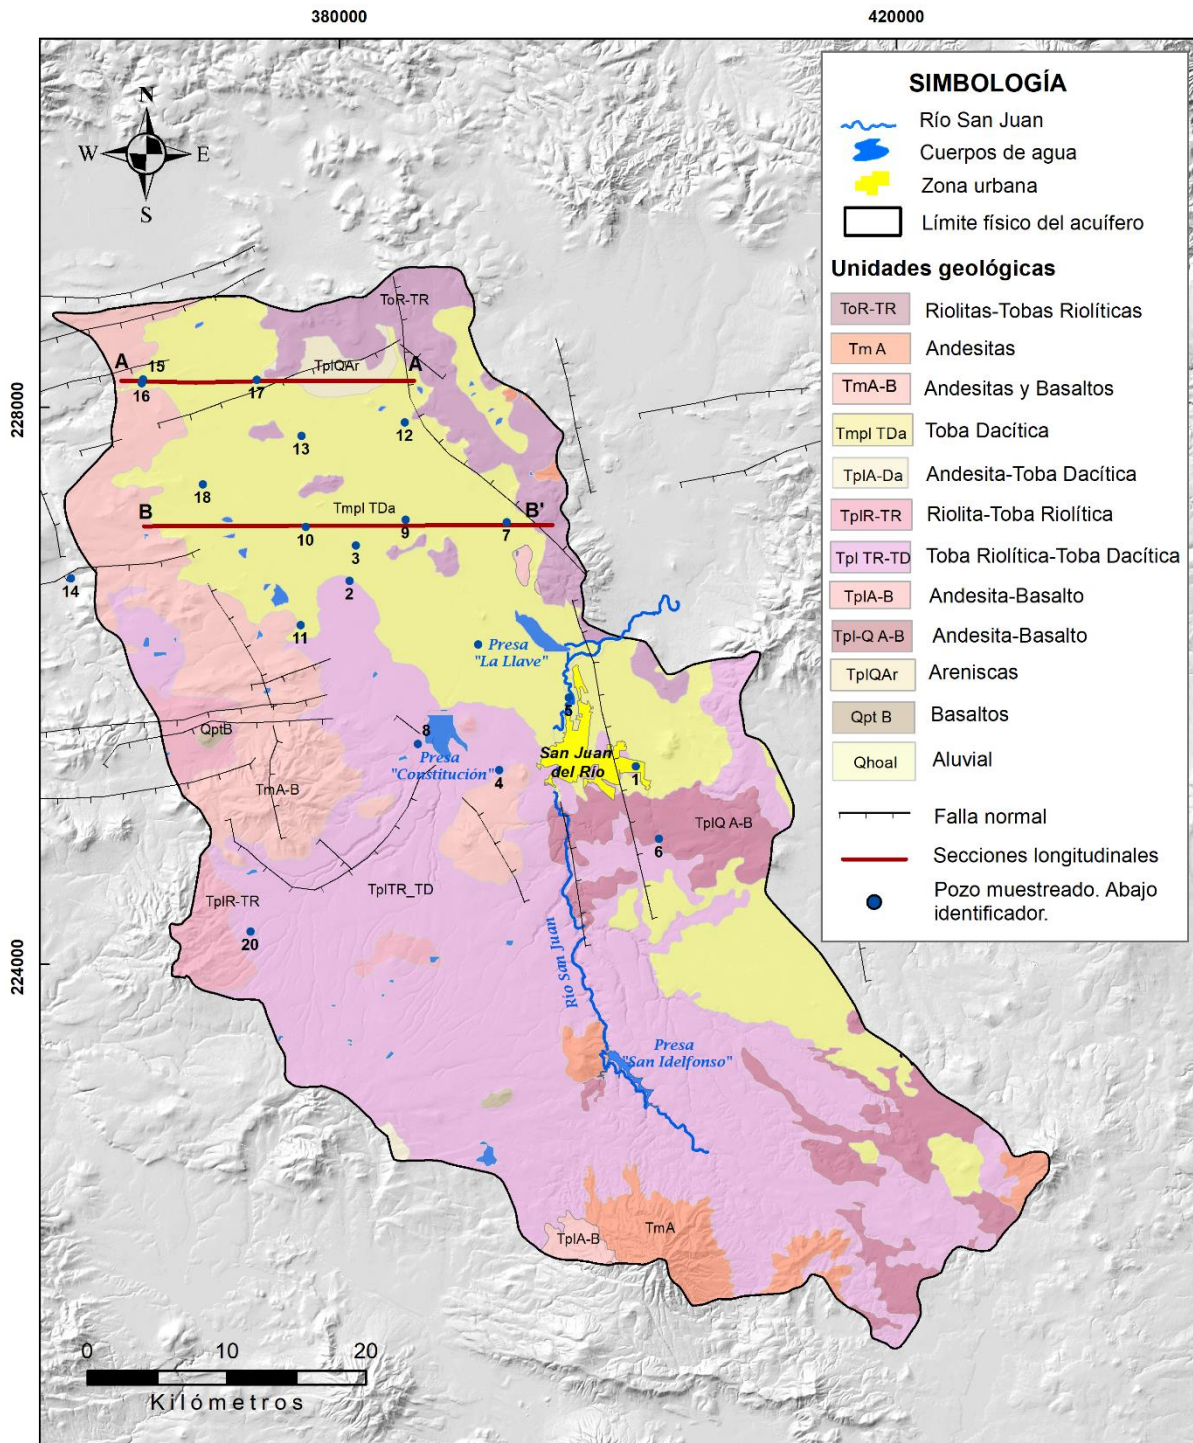 380000
420000
N
W
E
S
228000
224000
SIMBOLOGÍA
Río San Juan
Cuerpos de agua
Zona urbana
Límite físico del acuífero
Unidades geológicas
ToR-TR Riolitas-Tobas Riolíticas
Tm A Andesitas
TmA-B Andesitas y Basaltos
Tmpl TDa Toba Dacítica
TplA-Da Andesita-Toba Dacítica
TplR-TR Riolita-Toba Riolítica
Tpl TR-TD Toba Riolítica-Toba Dacítica
TplA-B Andesita-Basalto
Tpl-Q A-B Andesita-Basalto
TplQAr Areniscas
Qpt B Basaltos
Qhoal Aluvial
Falla normal
Secciones longitudinales
Pozo muestreado. Abajo
identificador.
ToR-TR
TplQAr
A
A
15
16
17
12
13
18
Tmpl TDa
B
B'
10
9
7
3
14
2
11
Presa
"La Llave"
5
QptB
8
Presa
"Constitución"
San Juan
del Río
4
1
TmA-B
TplQ A-B
6
TplTR_TD
TplR-TR
20
Río San Juan
Presa
"San Idelfonso"
TplA-B
TmA
0
10
20
Kilómetros